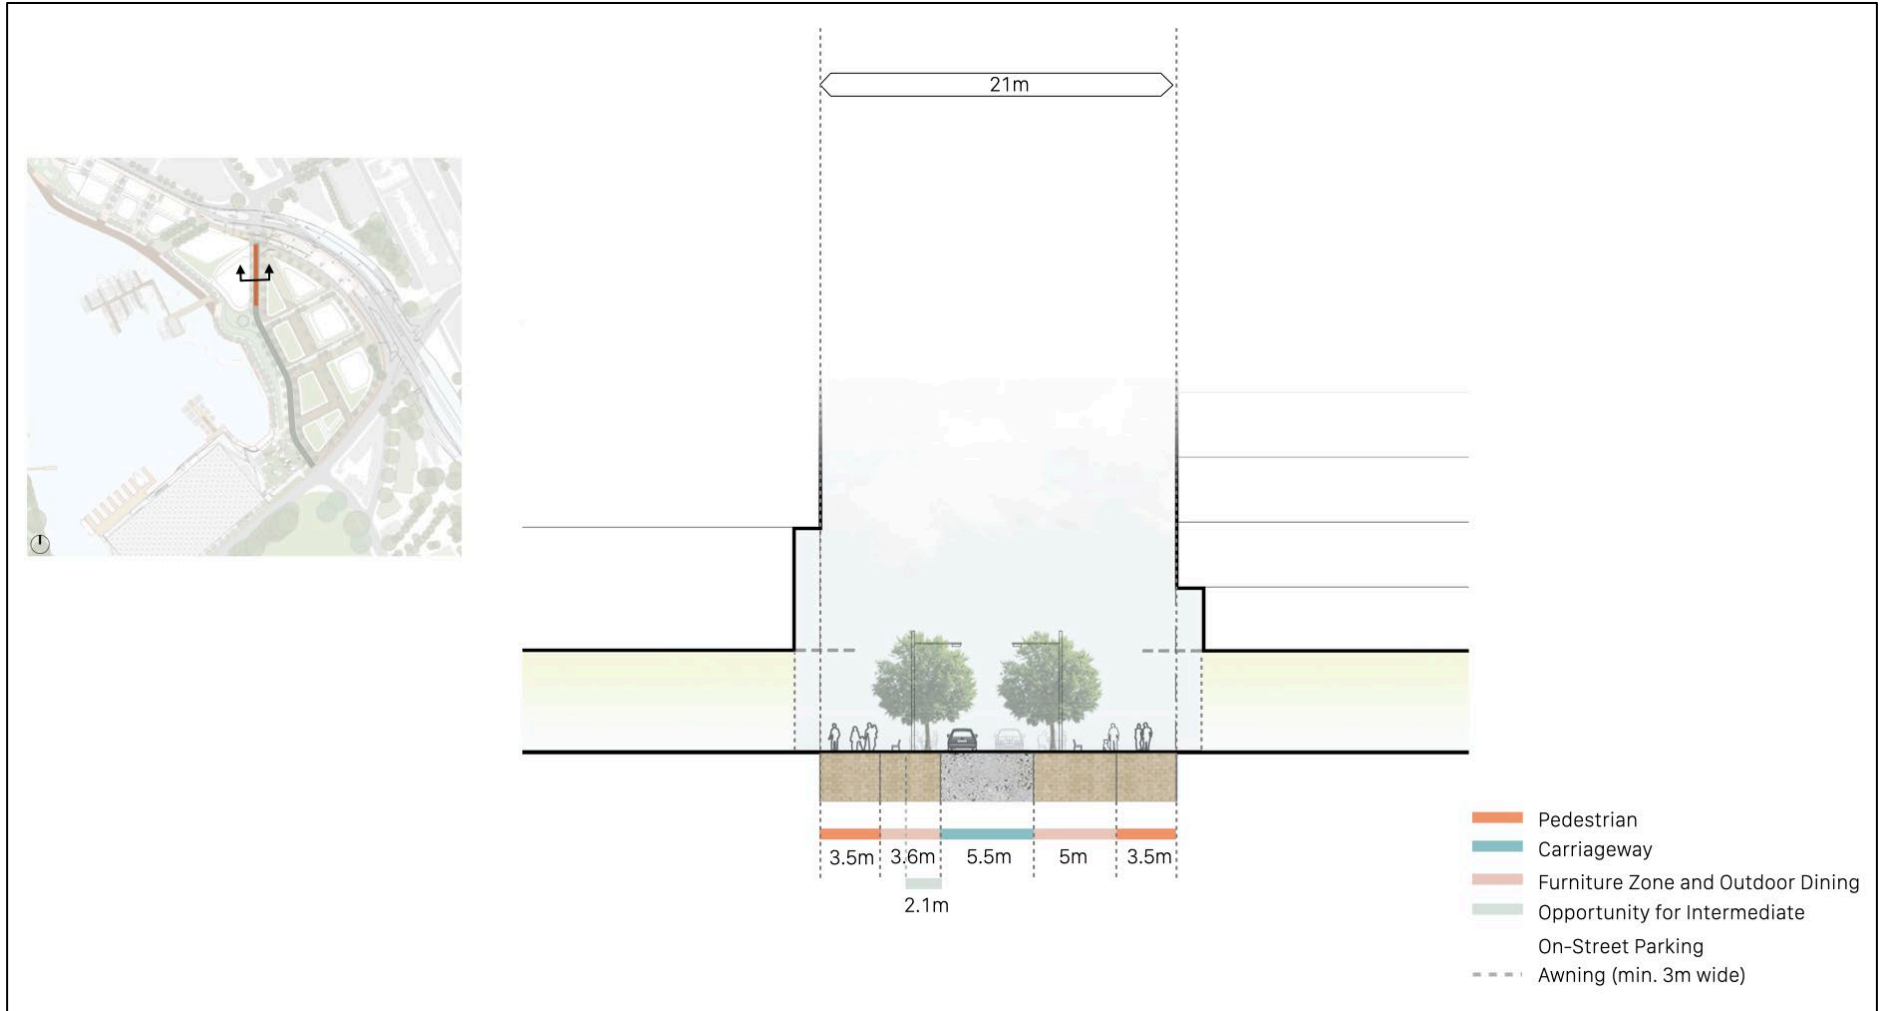 21m
3.5m
3.6m
5.5m
5m
3.5m
2.1m
Pedestrian
Carriageway
Furniture Zone and Outdoor Dining
Opportunity for Intermediate
On-Street Parking
Awning (min. 3m wide)